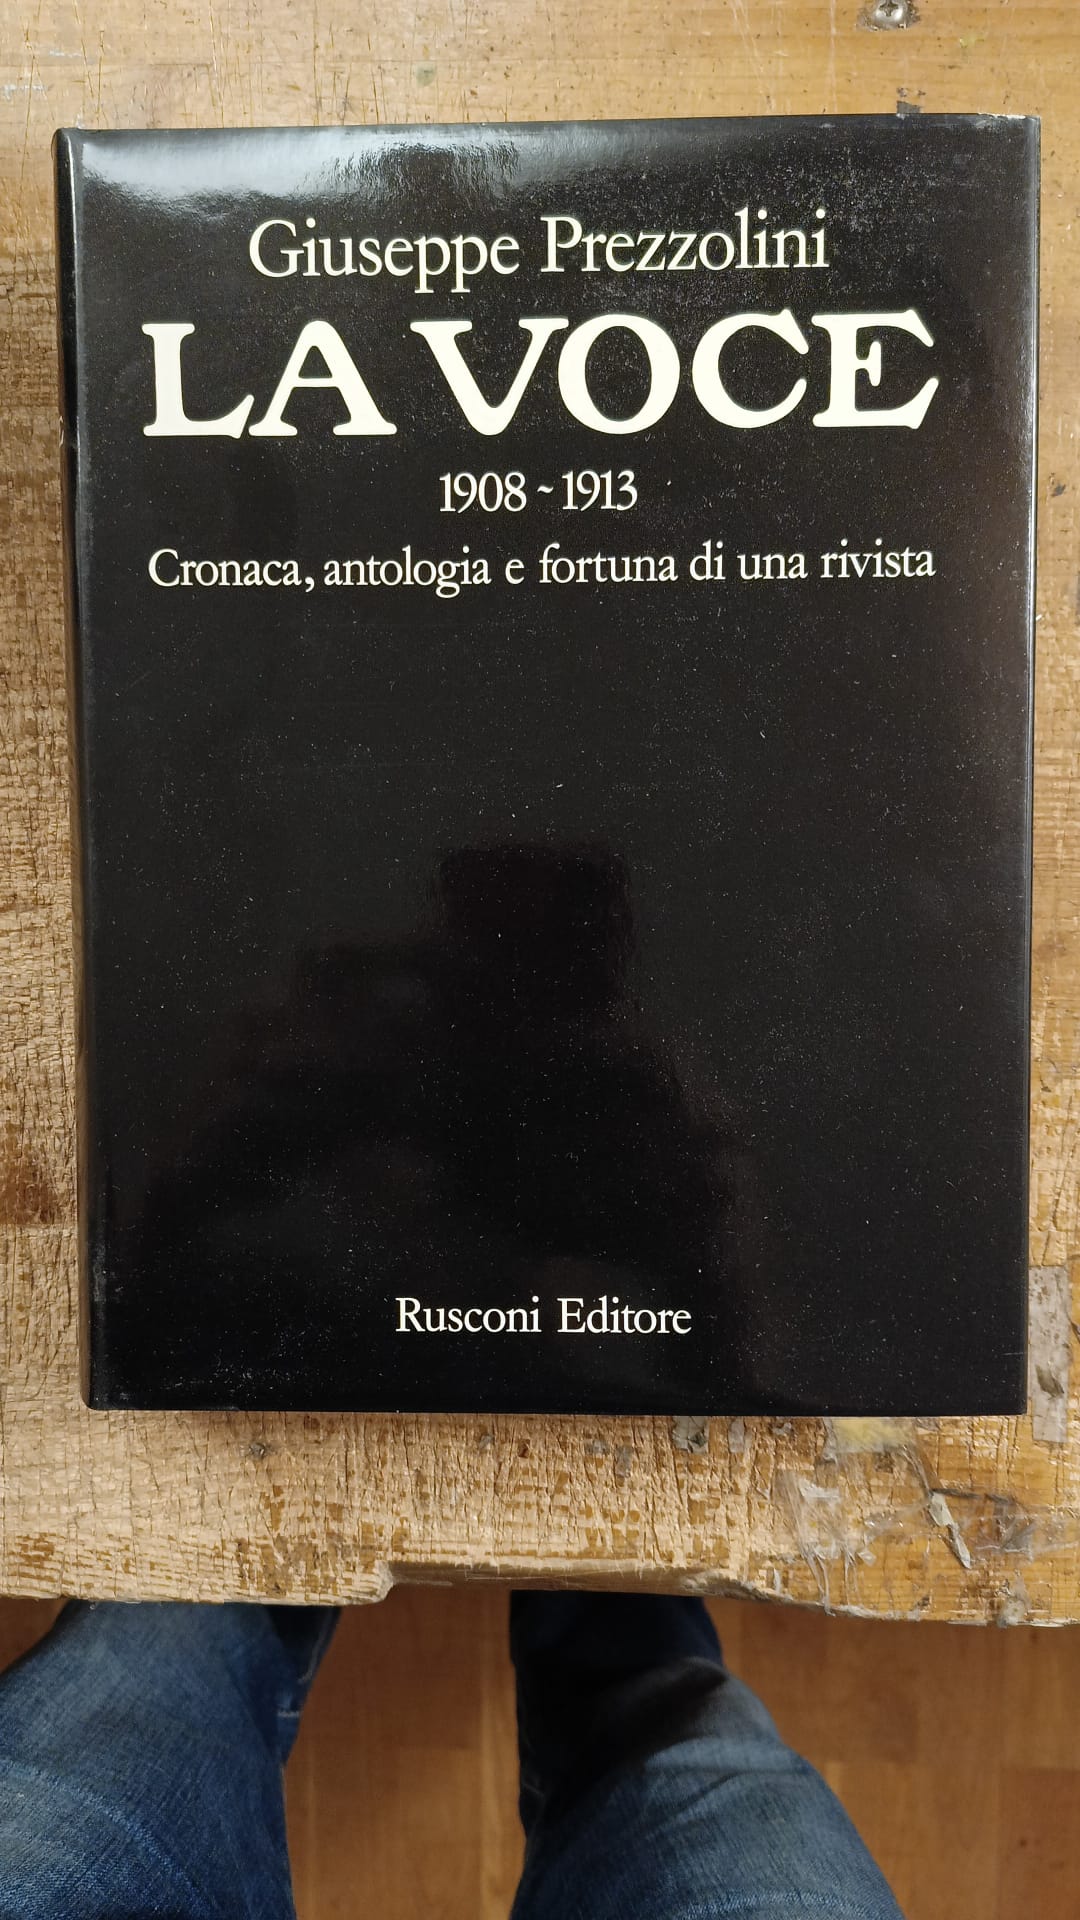 Giuseppe Prezzolini
LA VOCE
1908 ~ 1913
Cronaca, antologia e fortuna di una rivista
Rusconi Editore